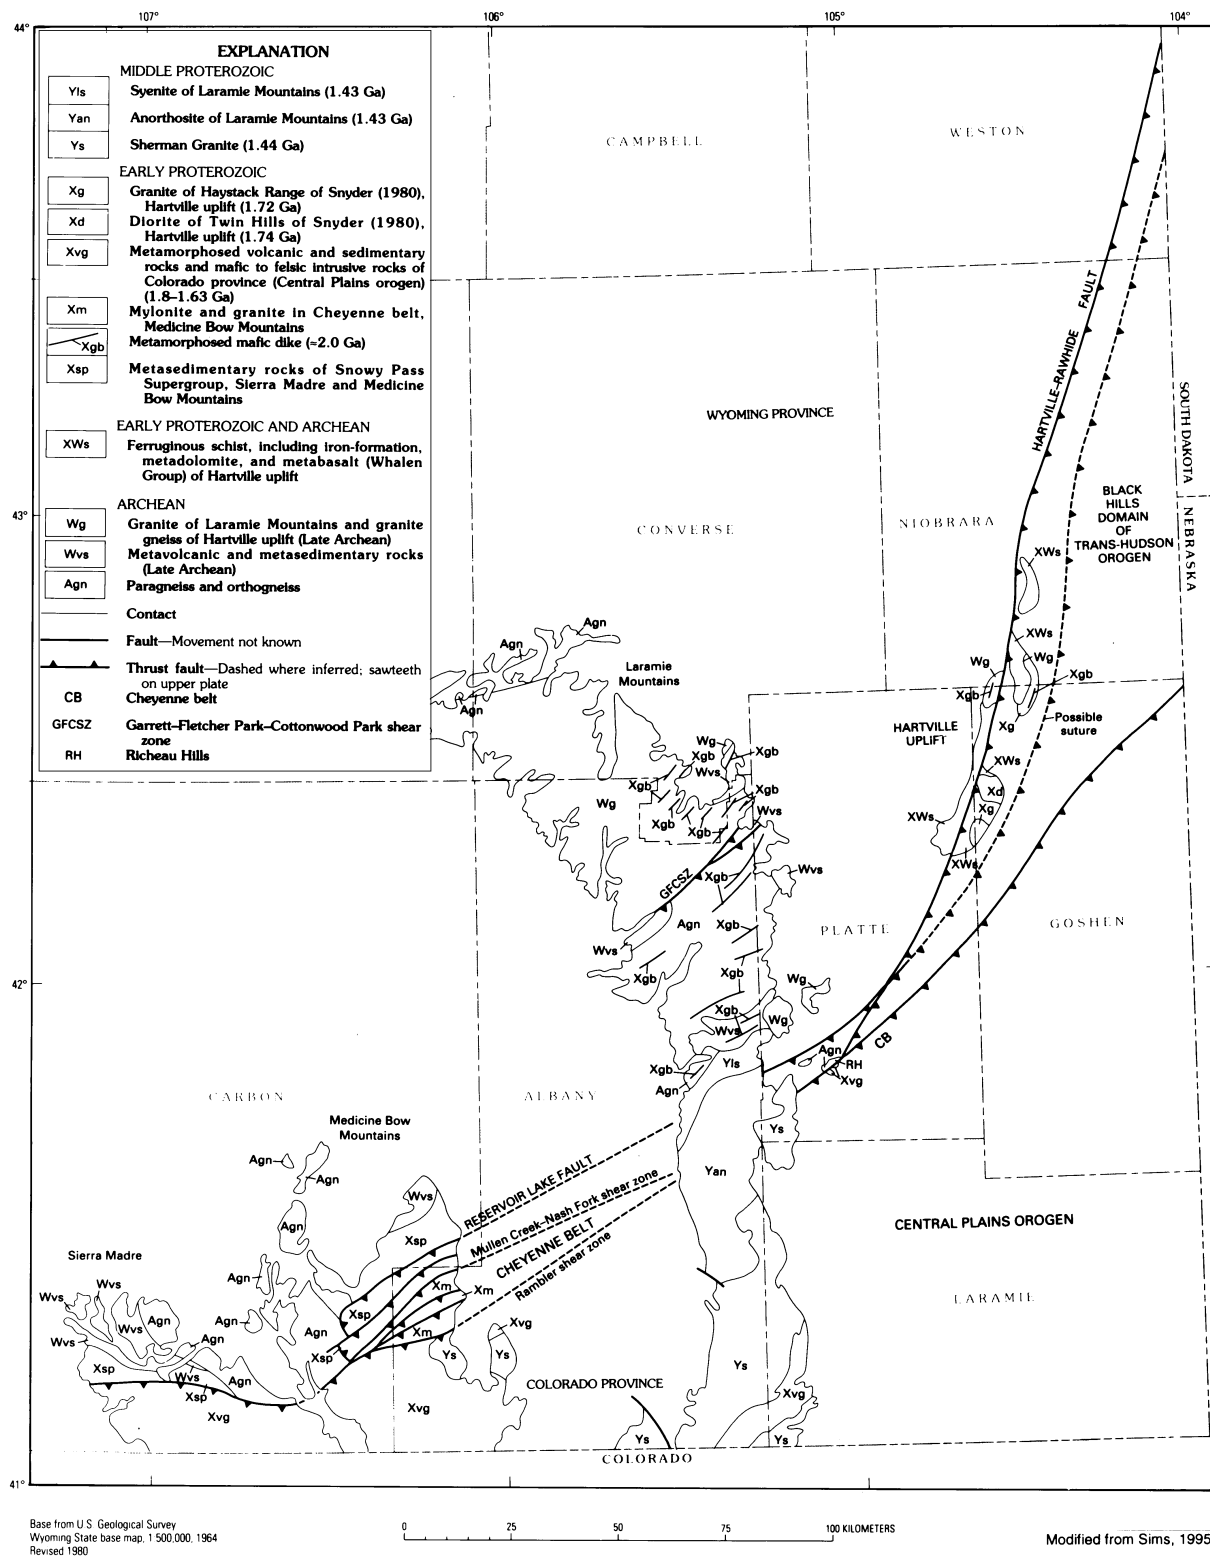 107°
106°
105°
104°
44°
EXPLANATION
MIDDLE PROTEROZOIC
Yls
Syenite of Laramie Mountains (1.43 Ga)
Yan
Anorthosite of Laramie Mountains (1.43 Ga)
Ys
Sherman Granite (1.44 Ga)
EARLY PROTEROZOIC
Xg
Granite of Haystack Range of Snyder (1980),
Hartville uplift (1.72 Ga)
Xd
Diorite of Twin Hills of Snyder (1980),
Hartville uplift (1.74 Ga)
Xvg
Metamorphosed volcanic and sedimentary
rocks and mafic to felsic intrusive rocks of
Colorado province (Central Plains orogen)
(1.8–1.63 Ga)
Xm
Mylonite and granite in Cheyenne belt,
Medicine Bow Mountains
Xgb
Metamorphosed mafic dike (≈2.0 Ga)
Xsp
Metasedimentary rocks of Snowy Pass
Supergroup, Sierra Madre and Medicine
Bow Mountains
EARLY PROTEROZOIC AND ARCHEAN
XWs
Ferruginous schist, including iron-formation,
metadolomite, and metabasalt (Whalen
Group) of Hartville uplift
ARCHEAN
Wg
Granite of Laramie Mountains and granite
gneiss of Hartville uplift (Late Archean)
Wvs
Metavolcanic and metasedimentary rocks
(Late Archean)
Agn
Paragneiss and orthogneiss
Contact
Fault—Movement not known
Thrust fault—Dashed where inferred; sawteeth
on upper plate
CB
Cheyenne belt
GFCSZ
Garrett–Fletcher Park–Cottonwood Park shear
zone
RH
Richeau Hills
CAMPBELL
WESTON
HARTVILLE–RAWHIDE FAULT
SOUTH DAKOTA
NEBRASKA
WYOMING PROVINCE
BLACK
HILLS
DOMAIN
OF
TRANS-HUDSON
OROGEN
43°
CONVERSE
NIOBRARA
XWs
Agn
Agn
XWs
Wg
Wg
Laramie
Mountains
Xgb
Xgb
Agn
Xg
Possible
suture
HARTVILLE
UPLIFT
Wg
Xgb
Xgb
Wvs
XWs
Xgb
Xgb
Xd
Wg
Wvs
Xg
XWs
Xgb
Xgb
XWs
GFCSZ
Xgb
Wvs
Agn
Xgb
PLATTE
GOSHEN
Wvs
Xgb
Xgb
Wg
42°
Xgb
Wg
Wvs
CB
Agn
RH
Xvg
Yls
Xgb
Agn
CARBON
ALBANY
Medicine Bow
Mountains
Ys
Agn
Agn
Yan
Wvs
RESERVOIR LAKE FAULT
Mullen Creek–Nash Fork shear zone
CHEYENNE BELT
Rambler shear zone
CENTRAL PLAINS OROGEN
Agn
Xsp
Sierra Madre
Agn
Wvs
Wvs
Xm
Xm
LARAMIE
Xsp
Wvs
Agn
Agn
Agn
Xm
Xvg
Wvs
Agn
Xsp
Ys
Ys
Ys
Xsp
Wvs
Agn
Xsp
Xvg
Xvg
COLORADO PROVINCE
Xvg
Ys
Ys
COLORADO
41°
Base from U.S. Geological Survey
Wyoming State base map, 1:500,000, 1964
Revised 1980
0 25 50 75 100 KILOMETERS
Modified from Sims, 1995